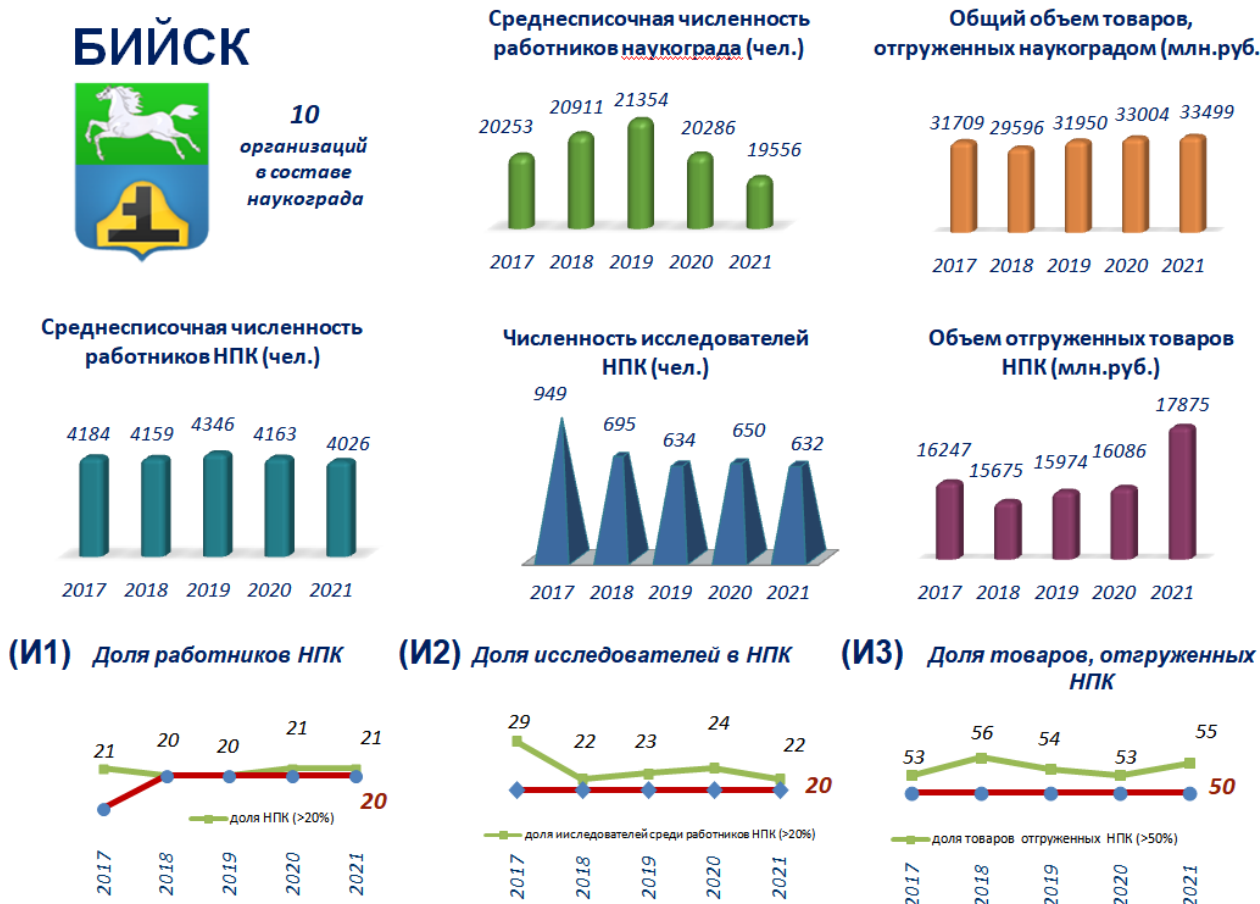 БИЙСК
10
организаций
в составе
наукограда
Среднесписочная численность
работников наукограда (чел.)
20253 20911 21354 20286 19556
2017 2018 2019 2020 2021
Общий объем товаров,
отгруженных наукоградом (млн.руб.
31709 29596 31950 33004 33499
2017 2018 2019 2020 2021
Среднесписочная численность
работников НПК (чел.)
4184 4159 4346 4163 4026
2017 2018 2019 2020 2021
Численность исследователей
НПК (чел.)
949 695 634 650 632
2017 2018 2019 2020 2021
Объем отгруженных товаров
НПК (млн.руб.)
16247 15675 15974 16086 17875
2017 2018 2019 2020 2021
(И1) Доля работников НПК
21 20 20 21 21
20
доля НПК (>20%)
2017 2018 2019 2020 2021
(И2) Доля исследователей в НПК
29 22 23 24 22
20
доля ииследователей среди работников НПК (>20%)
2017 2018 2019 2020 2021
(И3) Доля товаров, отгруженных
НПК
53 56 54 53 55
50
доля товаров отгруженных НПК (>50%)
2017 2018 2019 2020 2021